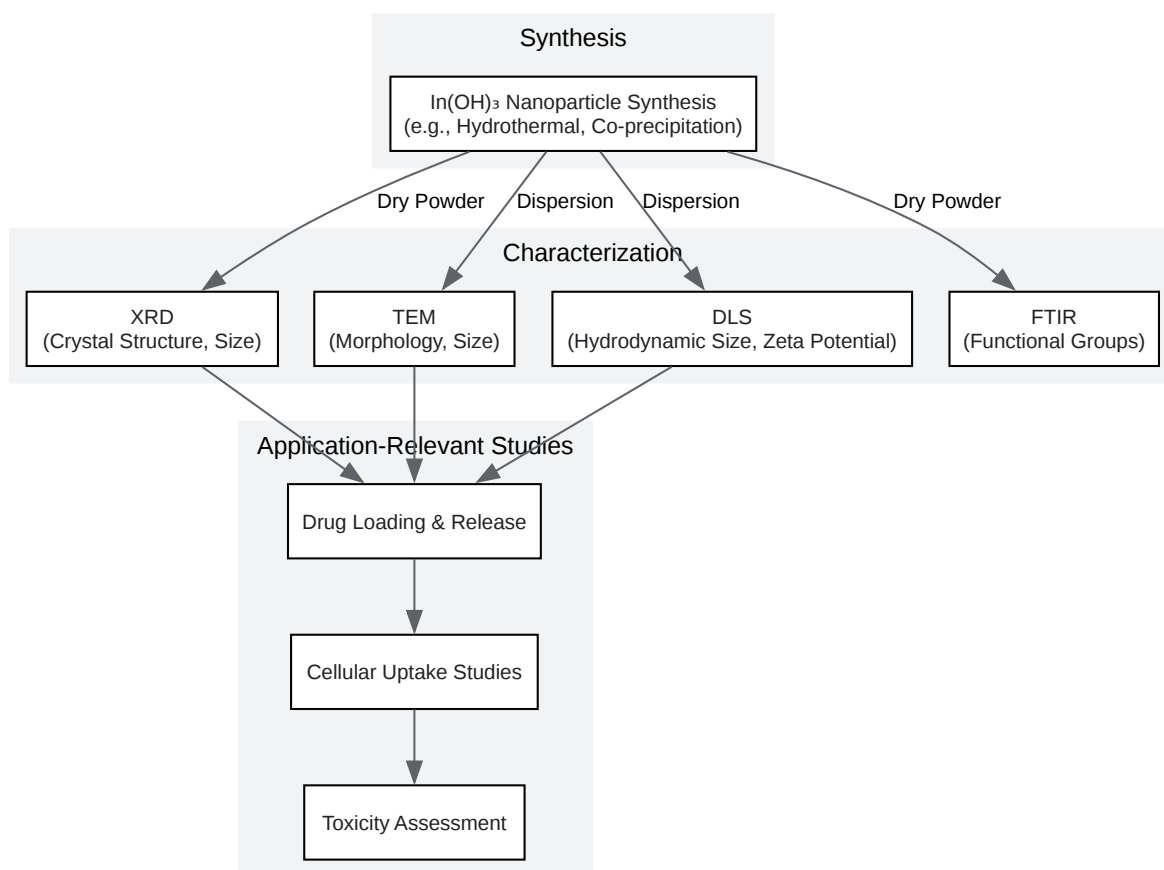 Synthesis
In(OH)₃ Nanoparticle Synthesis
(e.g., Hydrothermal, Co-precipitation)
Dry Powder
Dispersion
Dispersion
Dry Powder
Characterization
XRD
(Crystal Structure, Size)
TEM
(Morphology, Size)
DLS
(Hydrodynamic Size, Zeta Potential)
FTIR
(Functional Groups)
Application-Relevant Studies
Drug Loading & Release
Cellular Uptake Studies
Toxicity Assessment